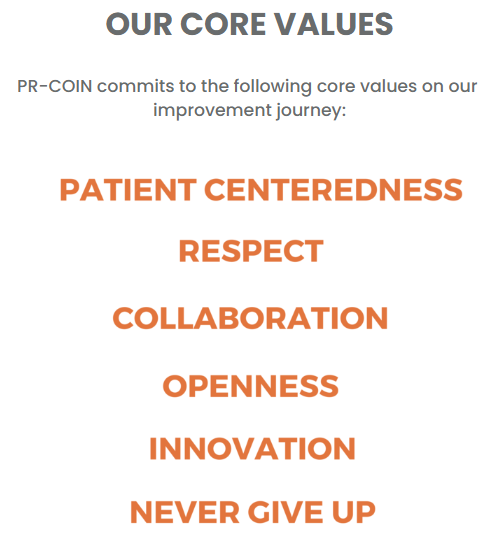 OUR CORE VALUES
PR-COIN commits to the following core values on our
improvement journey:
PATIENT CENTEREDNESS
RESPECT
COLLABORATION
OPENNESS
INNOVATION
NEVER GIVE UP